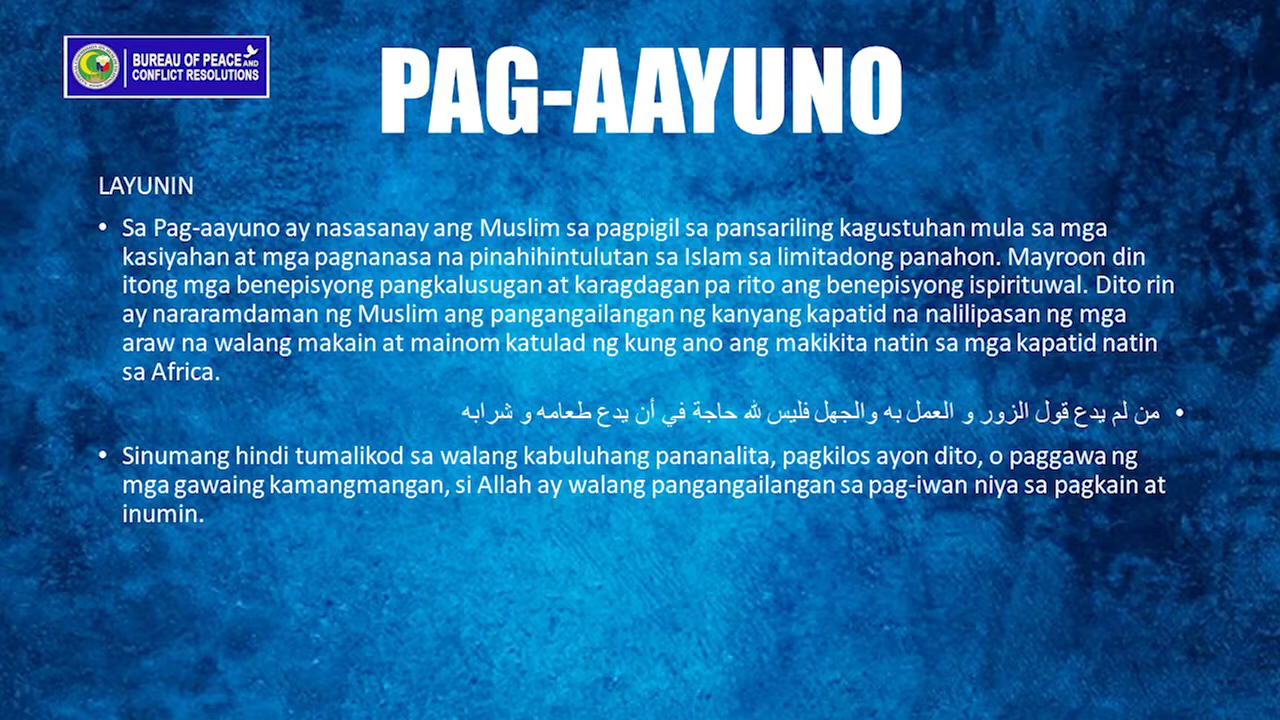 BUREAU OF PEACE AND
CONFLICT RESOLUTIONS
PAG-AAYUNO
LAYUNIN
• Sa Pag-aayuno ay nasasanay ang Muslim sa pagpigil sa pansariling kagustuhan mula sa mga
kasiyahan at mga pagnanasa na pinahihintulutan sa Islam sa limitadong panahon. Mayroon din
itong mga benepisyong pangkalusugan at karagdagan pa rito ang benepisyong ispirituwal. Dito rin
ay nararamdaman ng Muslim ang pangangailangan ng kanyang kapatid na nalilipasan ng mga
araw na walang makain at mainom katulad ng kung ano ang makikita natin sa mga kapatid natin
sa Africa.
• من لم يدع قول الزور و العمل به والجهل فليس لله حاجة في أن يدع طعامه و شرابه
• Sinumang hindi tumalikod sa walang kabuluhang pananalita, pagkilos ayon dito, o paggawa ng
mga gawaing kamangmangan, si Allah ay walang pangangailangan sa pag-iwan niya sa pagkain at
inumin.